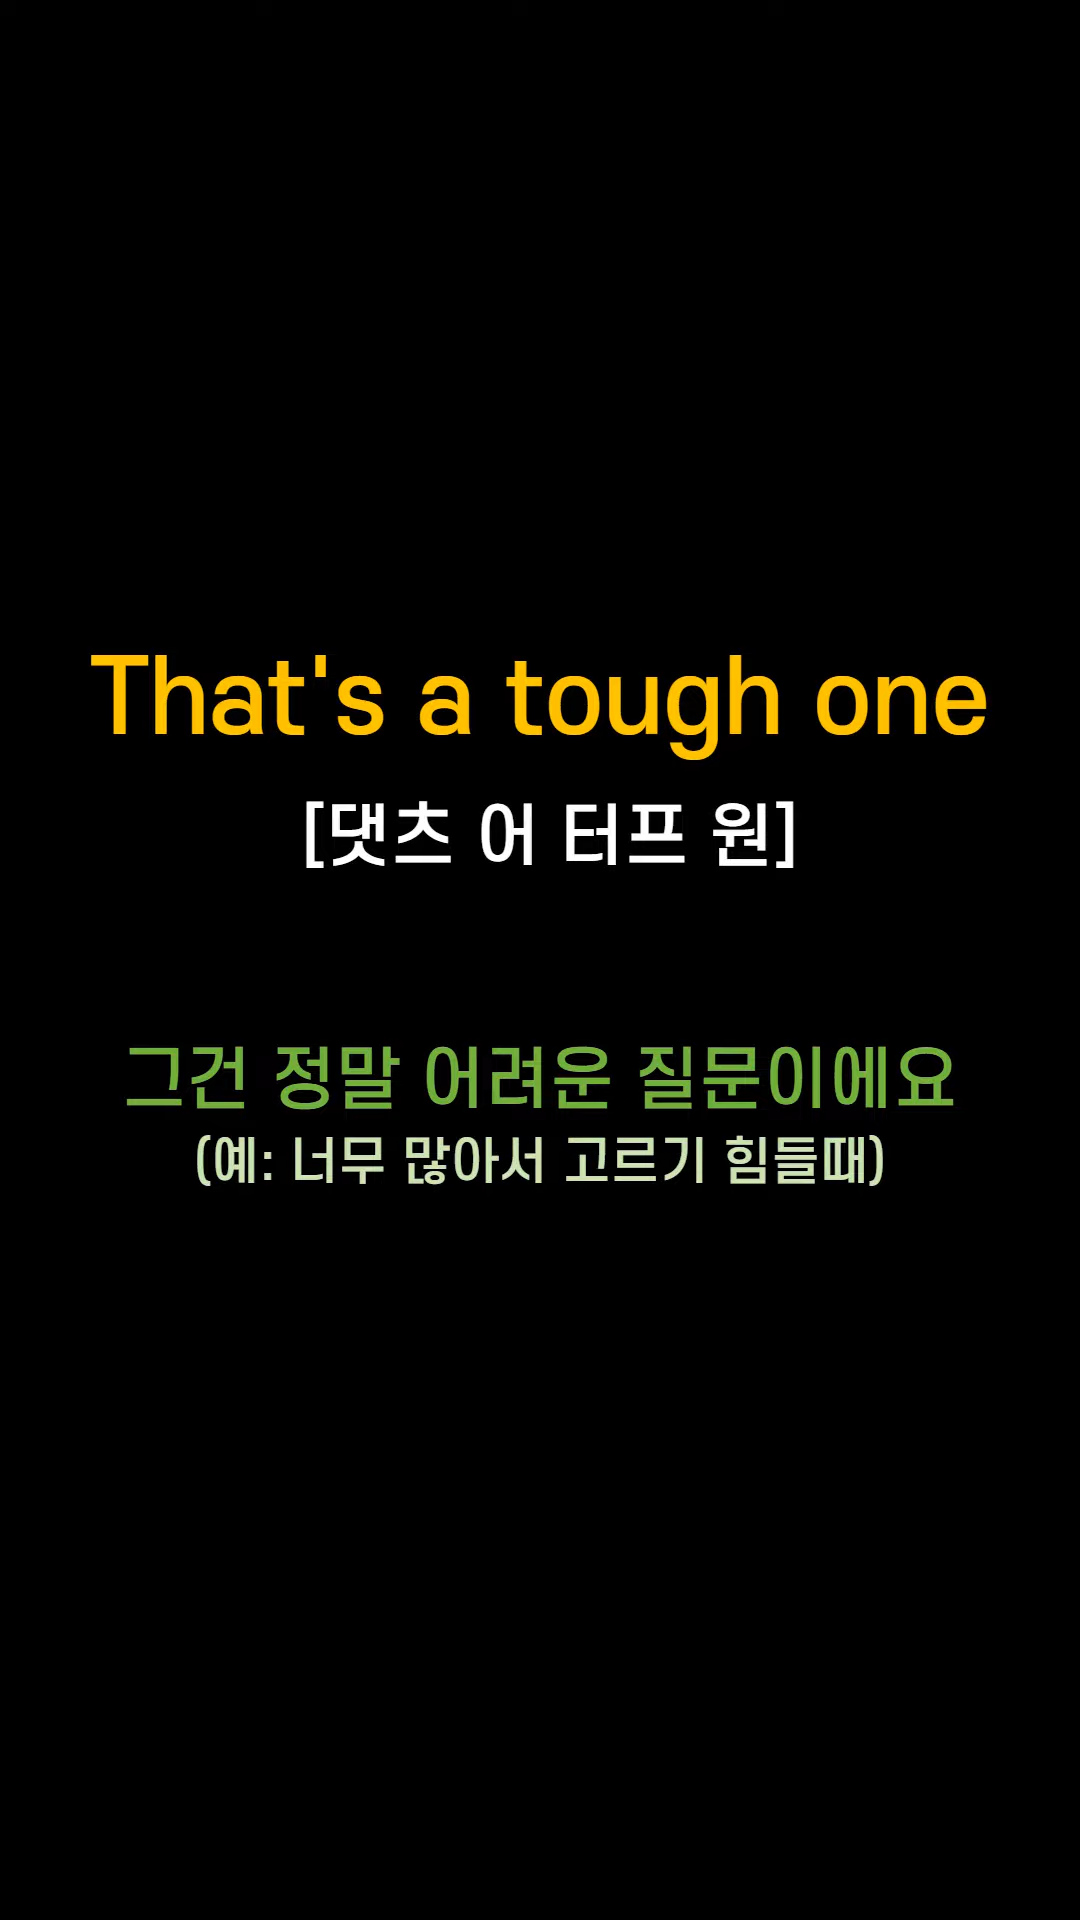 That's a tough one
[댓츠 어 터프 원]
그건 정말 어려운 질문이에요
(예: 너무 많아서 고르기 힘들때)